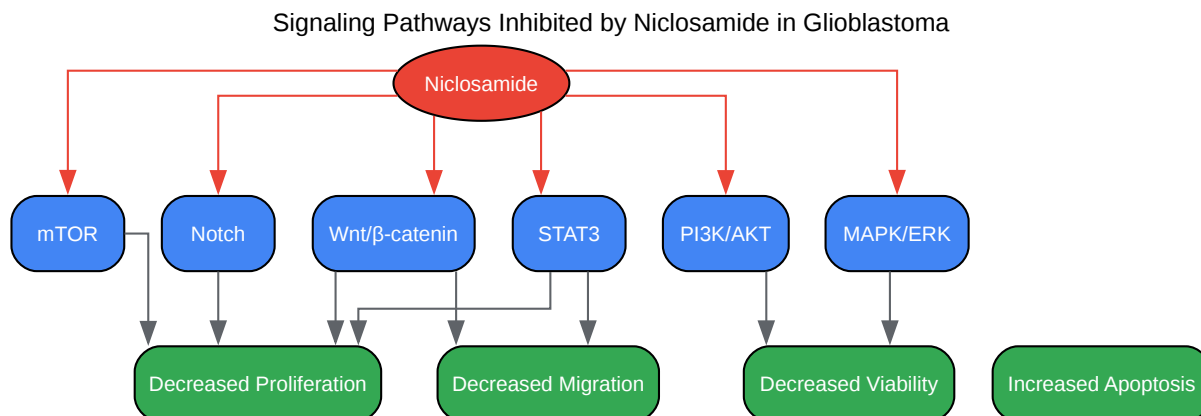 Signaling Pathways Inhibited by Niclosamide in Glioblastoma
Niclosamide
mTOR
Notch
Wnt/β-catenin
STAT3
PI3K/AKT
MAPK/ERK
Decreased Proliferation
Decreased Migration
Decreased Viability
Increased Apoptosis